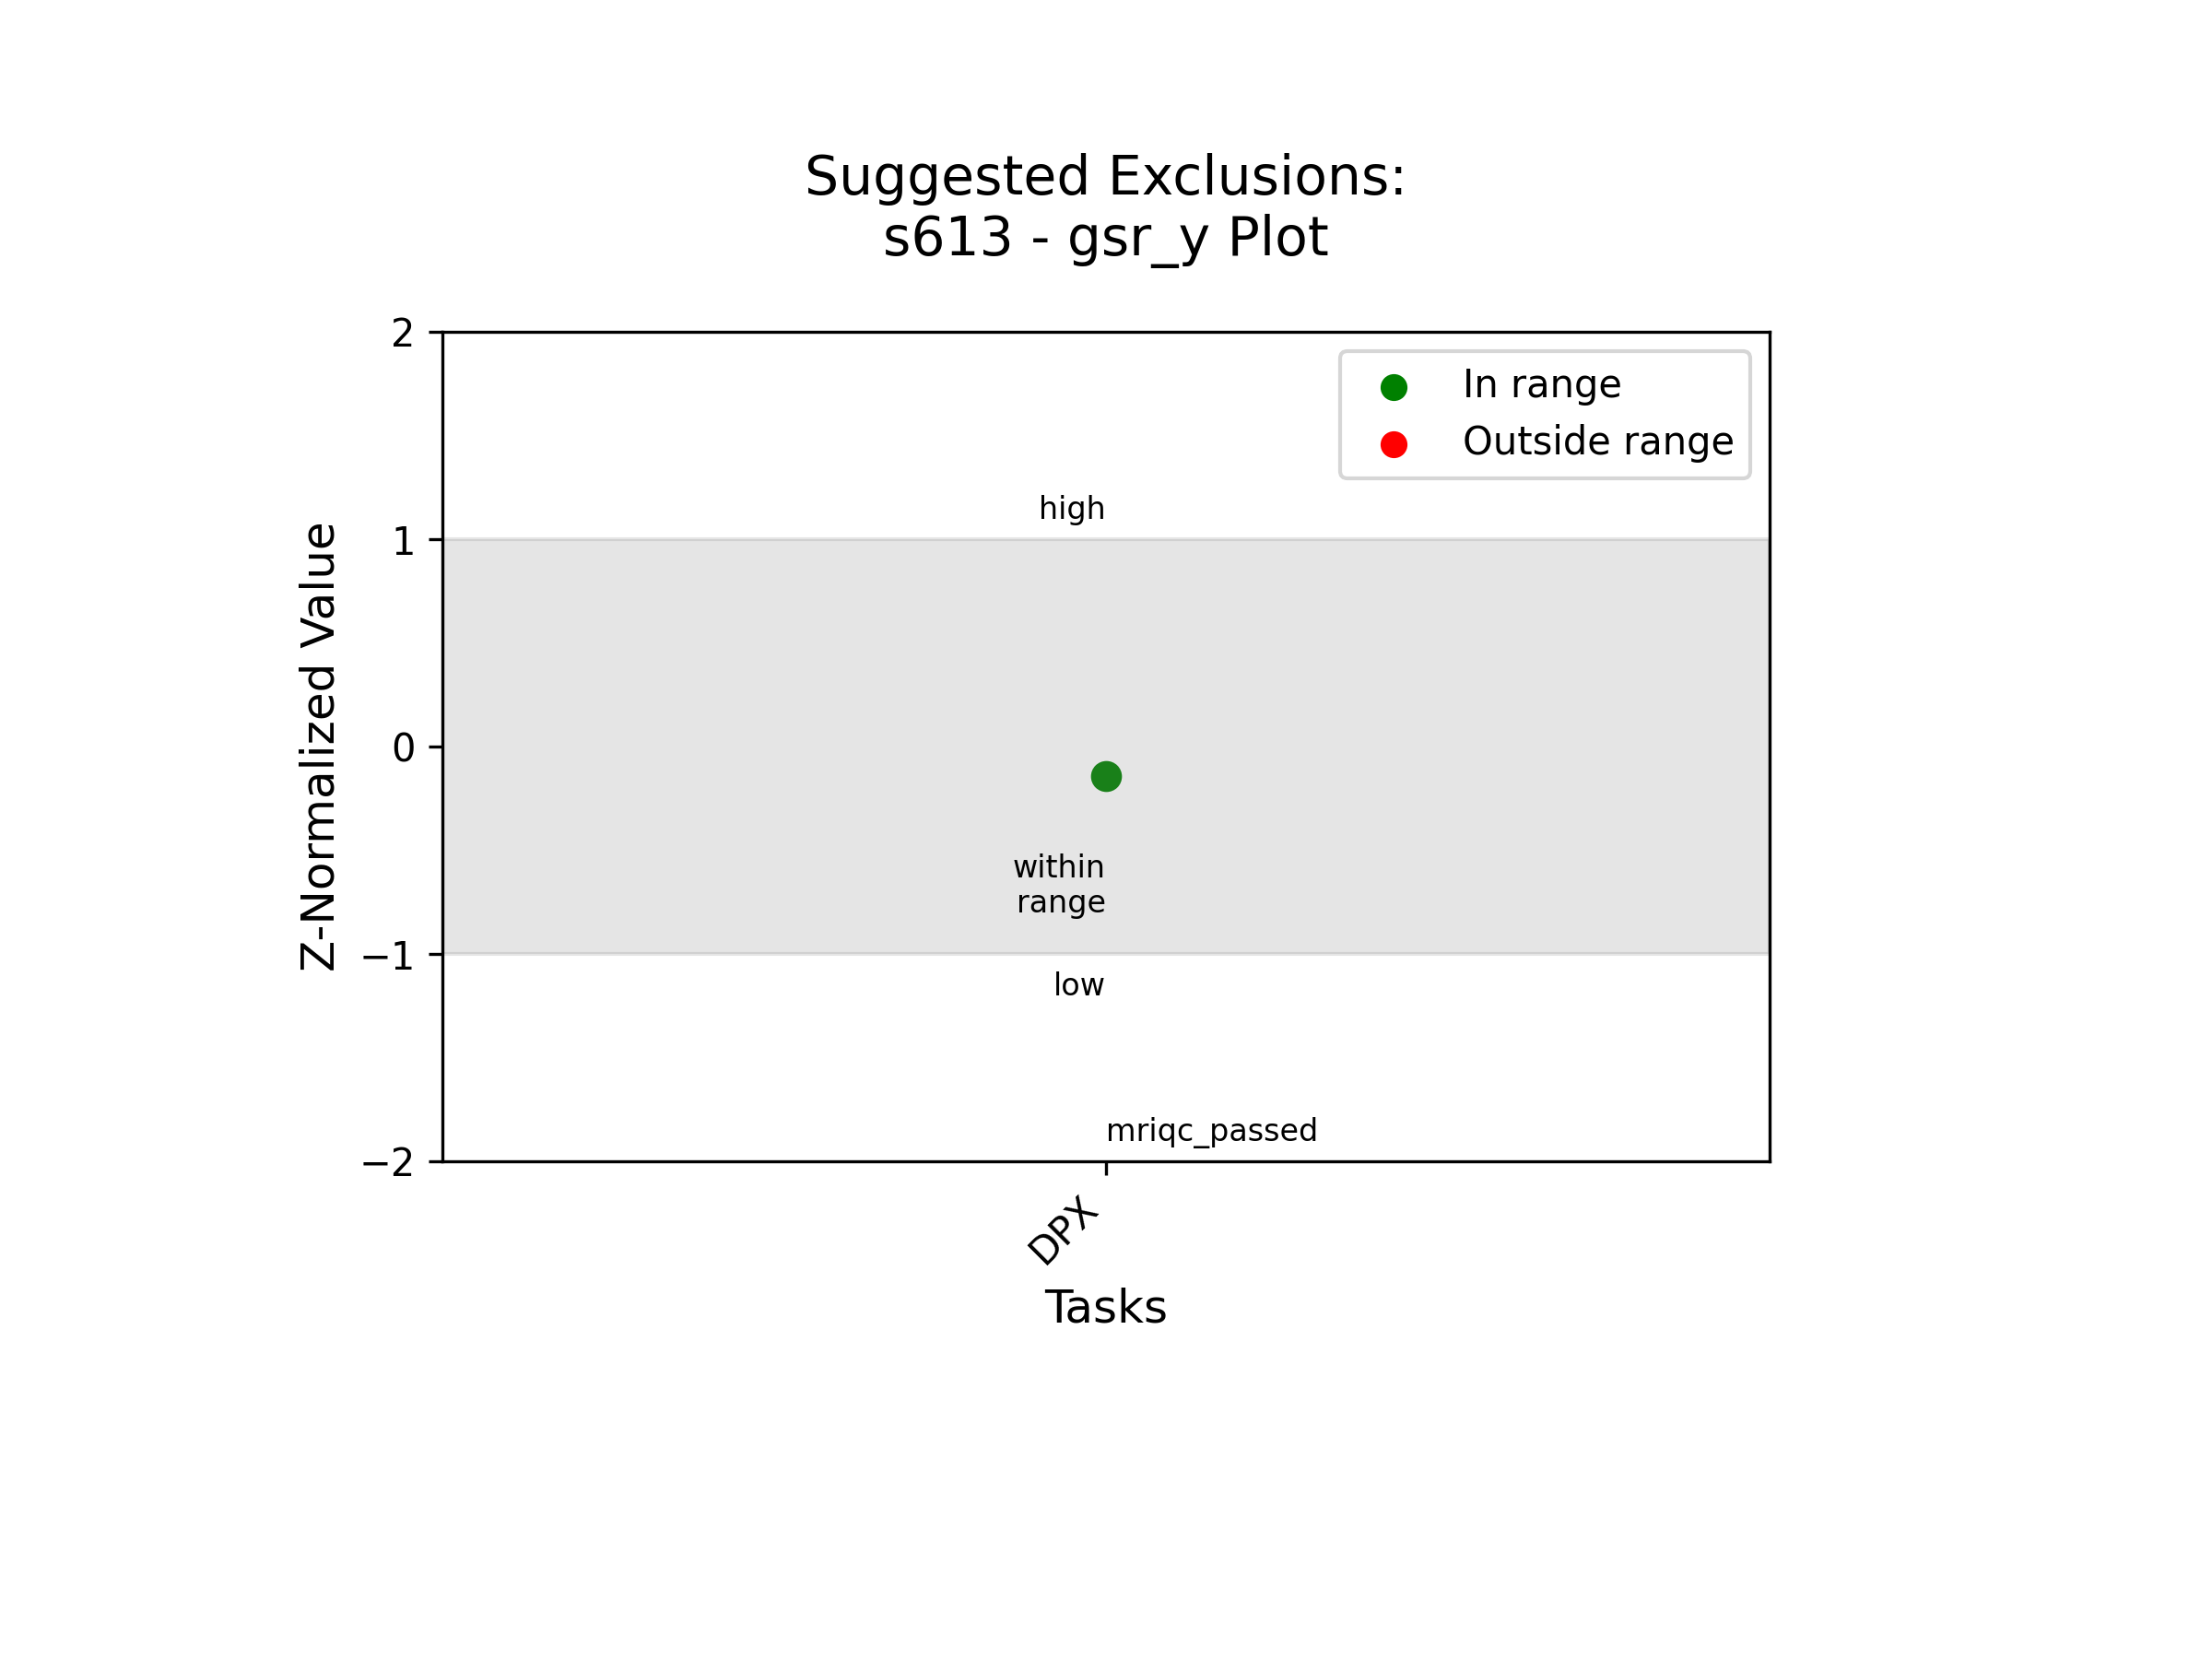 Suggested Exclusions:
s613 - gsr_y Plot
2
In range
Outside range
high
1
Z-Normalized Value
0
within
range
−1
low
mriqc_passed
−2
DPX
Tasks